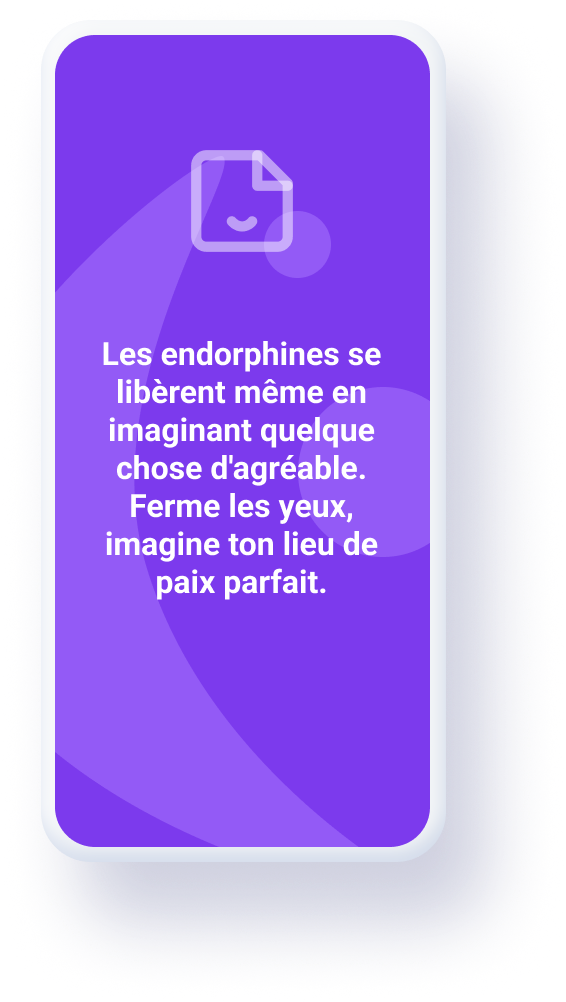 Les endorphines se
libèrent même en
imaginant quelque
chose d'agréable.
Ferme les yeux,
imagine ton lieu de
paix parfait.